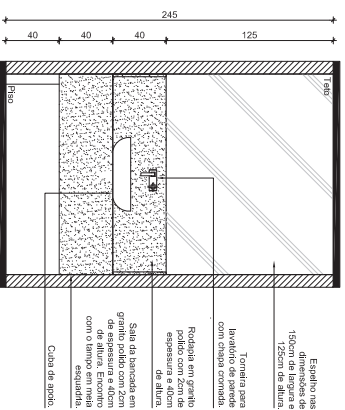 245
40
40
40
125
Teto
Piso
Espelho nas
dimensões de
150cm de largura e
125cm de altura.
Torneira para
lavatório de parede
com chapa cromada.
Rodapia em granito
polido com 2cm de
espessura e 40cm
de altura.
Saia da bancada em
granito polido com 2cm
de espessura e 40cm
de altura. Encontro
com o tampo em meia
esquadria.
Cuba de apoio.